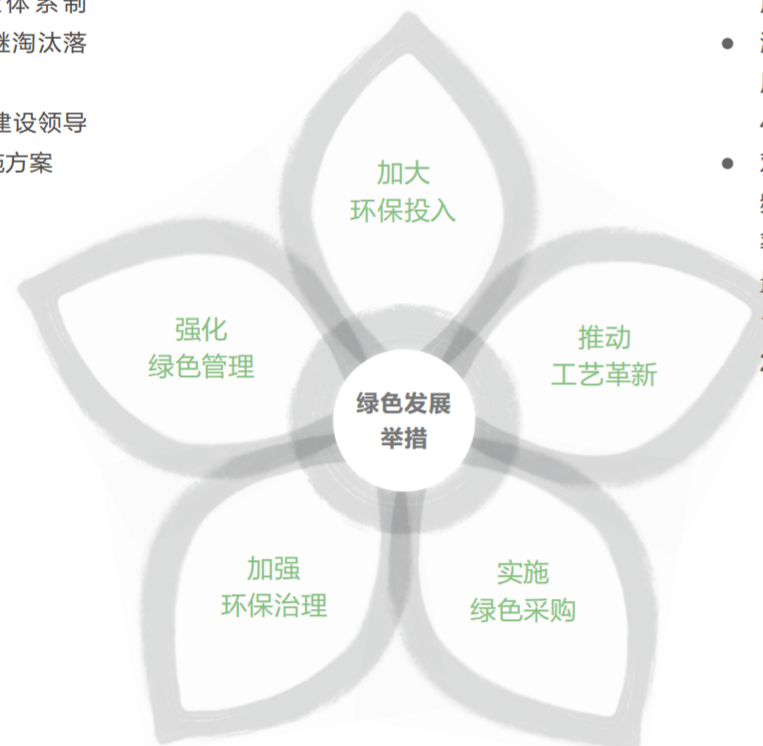 体系制
淘汰落
建设领导
方案
加大
环保投入
强化
绿色管理
推动
工艺革新
绿色发展
举措
加强
环保治理
实施
绿色采购